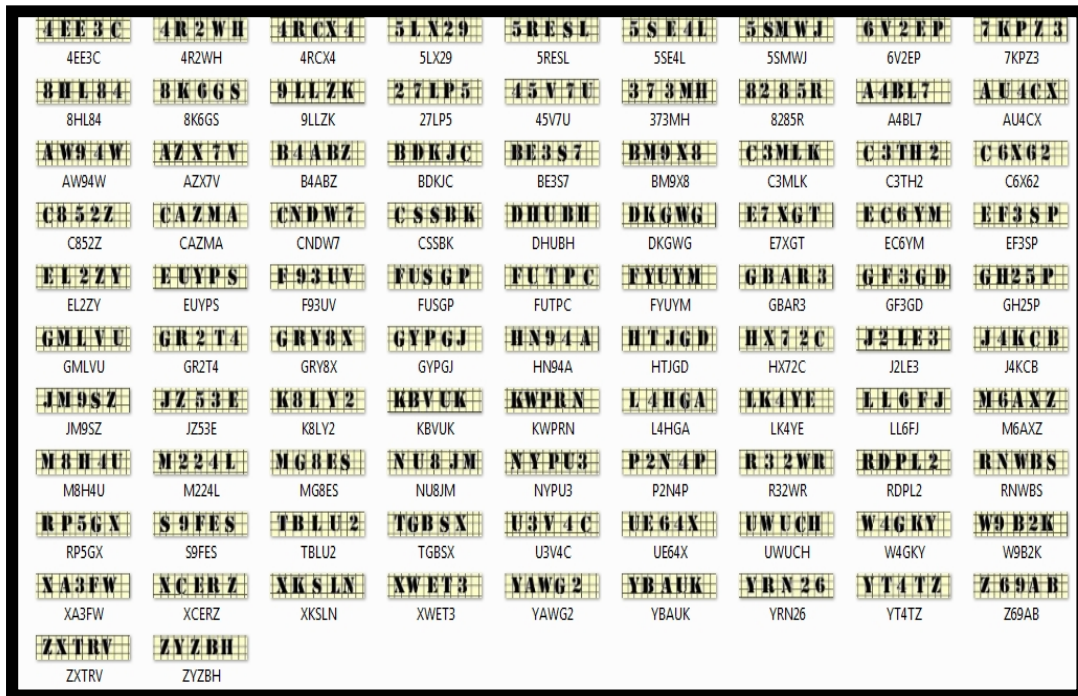 4EE3C 4R2WH 4RCX4 5LX29 5RESL 5SE4L 5SMWJ 6V2EP 7KPZ3
4EE3C 4R2WH 4RCX4 5LX29 5RESL 5SE4L 5SMWJ 6V2EP 7KPZ3
8HL84 8K6GS 9LLZK 27LP5 45V7U 373MH 8285R A4BL7 AU4CX
8HL84 8K6GS 9LLZK 27LP5 45V7U 373MH 8285R A4BL7 AU4CX
AW94W AZX7V B4ABZ BDKJC BE3S7 BM9X8 C3MLK C3TH2 C6X62
AW94W AZX7V B4ABZ BDKJC BE3S7 BM9X8 C3MLK C3TH2 C6X62
C852Z CAZMA CNDW7 CSSBK DHUBH DKGWG E7XGT EC6YM EF3SP
C852Z CAZMA CNDW7 CSSBK DHUBH DKGWG E7XGT EC6YM EF3SP
EL2ZY EUYPS F93UV FUSGP FUTPC FYUYM GBAR3 GF3GD GH25P
EL2ZY EUYPS F93UV FUSGP FUTPC FYUYM GBAR3 GF3GD GH25P
GMLVU GR2T4 GRY8X GYPGJ HN94A HTJGD HX72C J2LE3 J4KCB
GMLVU GR2T4 GRY8X GYPGJ HN94A HTJGD HX72C J2LE3 J4KCB
JM9SZ JZ53E K8LY2 KBVUK KWPRN L4HGA LK4YE LL6FJ M6AXZ
JM9SZ JZ53E K8LY2 KBVUK KWPRN L4HGA LK4YE LL6FJ M6AXZ
M8H4U M224L MG8ES NU8JM NYPU3 P2N4P R32WR RDPL2 RNWBS
M8H4U M224L MG8ES NU8JM NYPU3 P2N4P R32WR RDPL2 RNWBS
RP5GX S9FES TBLU2 TGBSX U3V4C UE64X UWUCH W4GKY W9B2K
RP5GX S9FES TBLU2 TGBSX U3V4C UE64X UWUCH W4GKY W9B2K
XA3FW XCERZ XKSLN XWET3 YAWG2 YBAUK YRN26 YT4TZ Z69AB
XA3FW XCERZ XKSLN XWET3 YAWG2 YBAUK YRN26 YT4TZ Z69AB
ZXTRV ZYZBH
ZXTRV ZYZBH